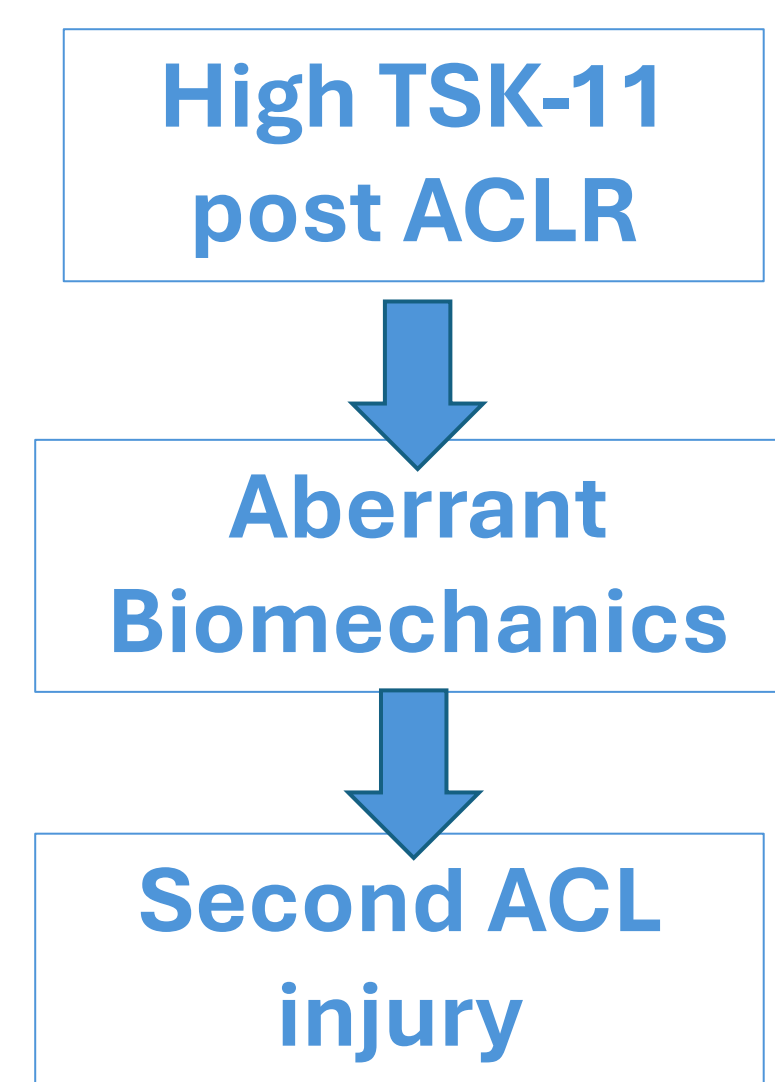 High TSK-11
post ACLR
Aberrant
Biomechanics
Second ACL
injury